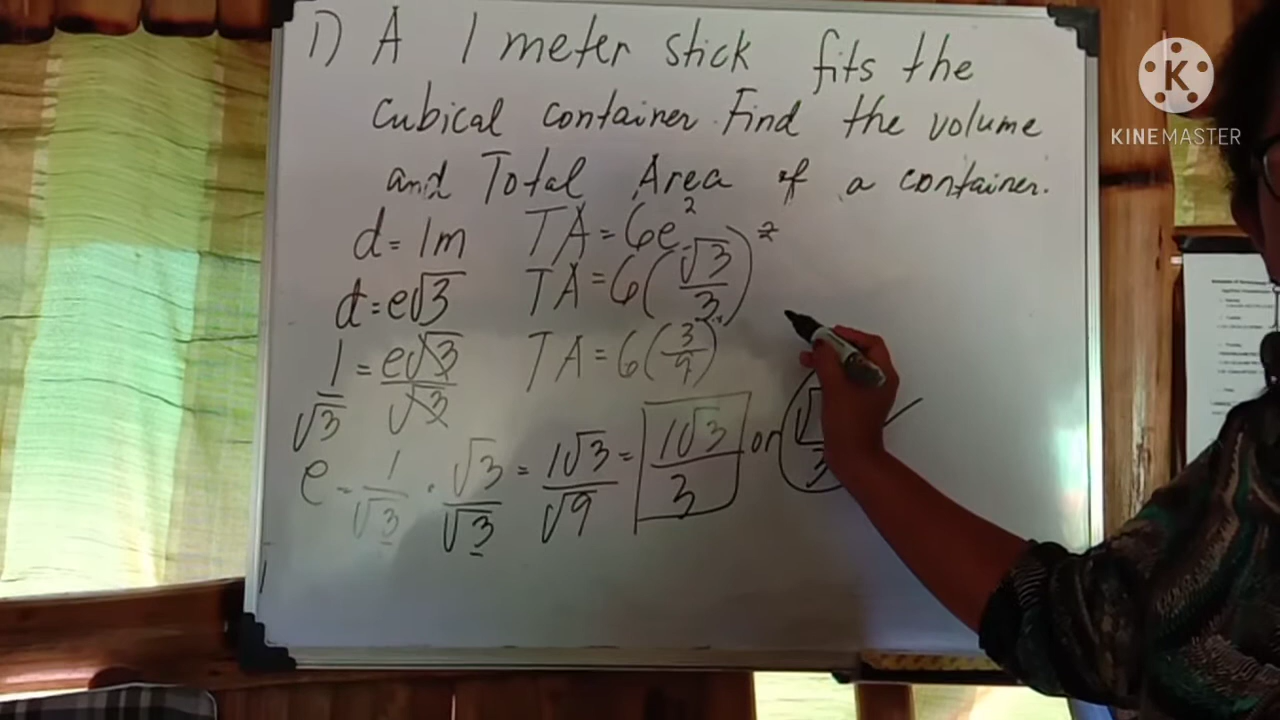 1) A 1 meter stick fits the
cubical container. Find the volume
and Total Area of a container.
d = 1m
d = e√3
1/√3 = e√3/√3
e = 1/√3 · √3/√3 = 1√3/√9 = 1√3/3 or √ /3
TA = 6e²
TA = 6(√3/3)²
TA = 6(3/9)
K
KINEMASTER